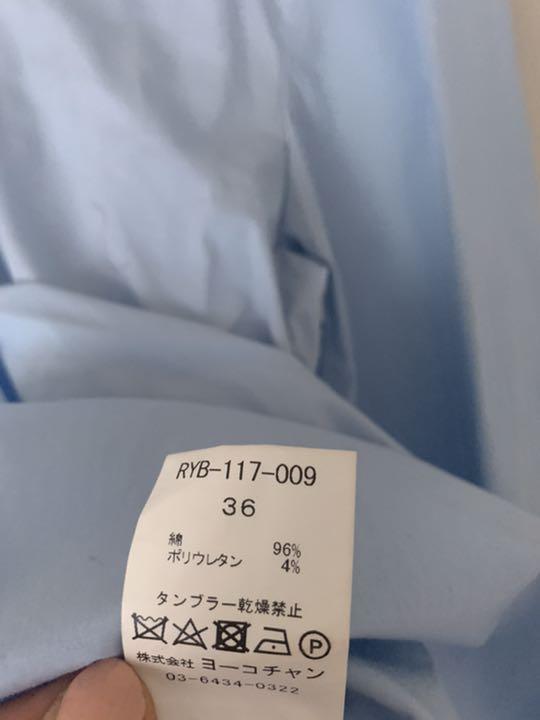 RYB-117-009
36
綿 96%
ポリウレタン 4%
タンブラー乾燥禁止
P
株式会社 ヨーコチャン
03-6434-0322